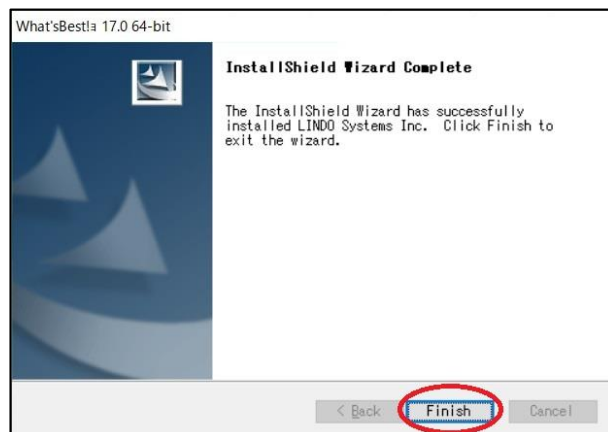 What'sBest!ョ 17.0 64-bit
InstallShield Wizard Complete
The InstallShield Wizard has successfully
installed LINDO Systems Inc.  Click Finish to
exit the wizard.
< Back
Finish
Cancel